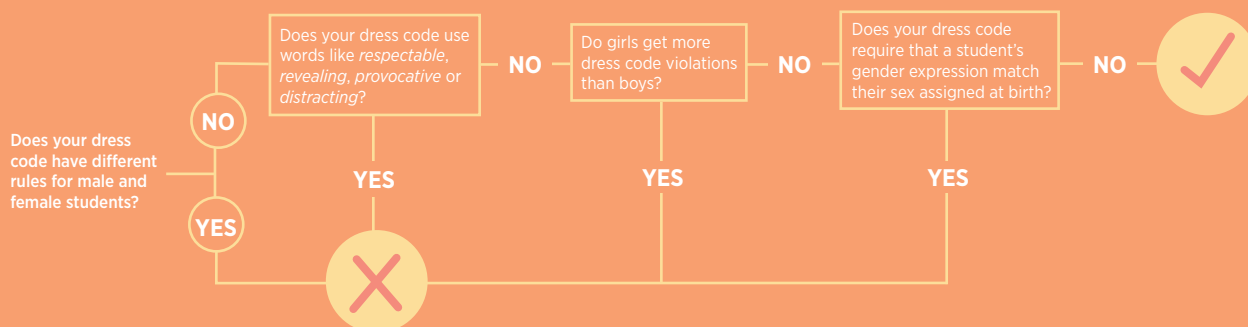 Does your dress
code have different
rules for male and
female students?
NO
YES
Does your dress code use
words like respectable,
revealing, provocative or
distracting?
NO
YES
Do girls get more
dress code violations
than boys?
NO
YES
Does your dress code
require that a student's
gender expression match
their sex assigned at birth?
NO
YES